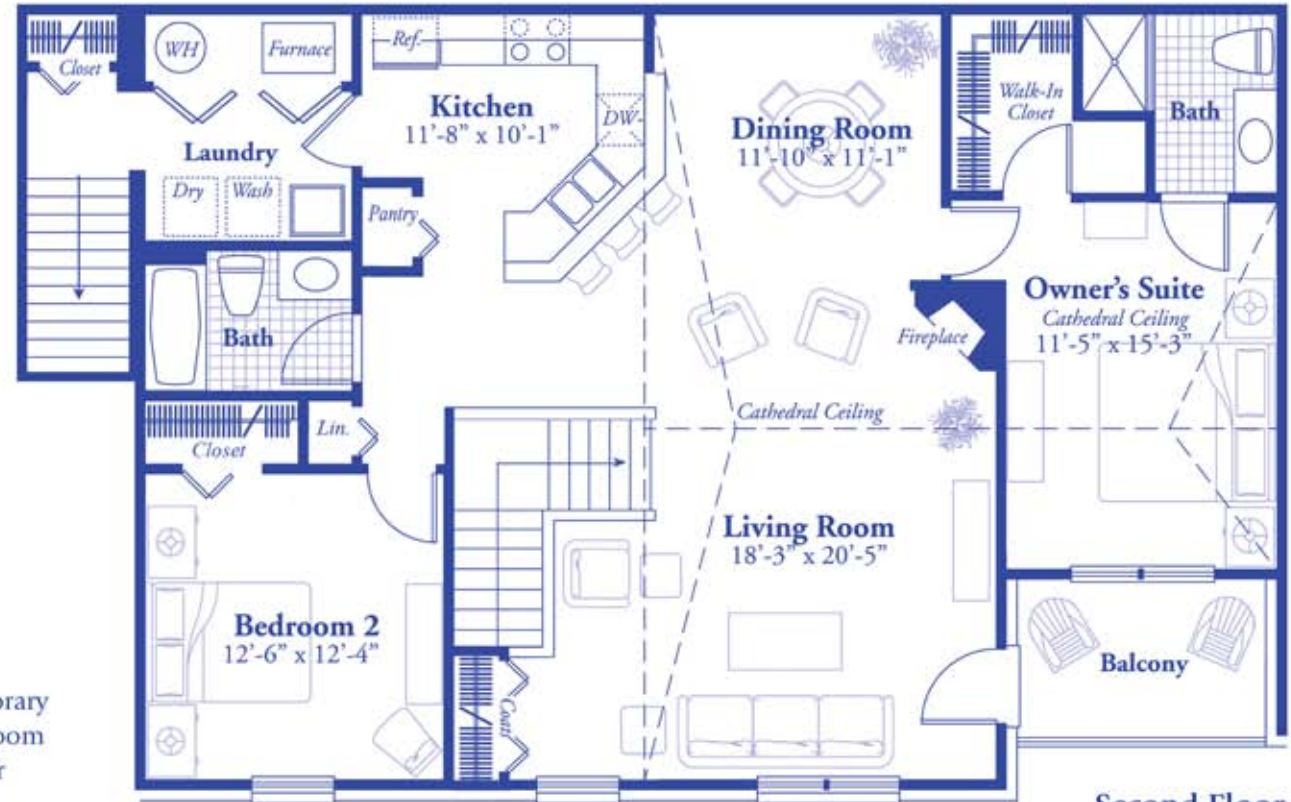 Closet
WH
Furnace
Laundry
Dry
Wash
Ref.
Kitchen
11'-8" x 10'-1"
DW
Pantry
Dining Room
11'-10" x 11'-1"
Walk-In
Closet
Bath
Bath
Owner's Suite
Cathedral Ceiling
11'-5" x 15'-3"
Fireplace
Cathedral Ceiling
Closet
Lin.
Living Room
18'-3" x 20'-5"
Bedroom 2
12'-6" x 12'-4"
Coats
Balcony
Second Floor